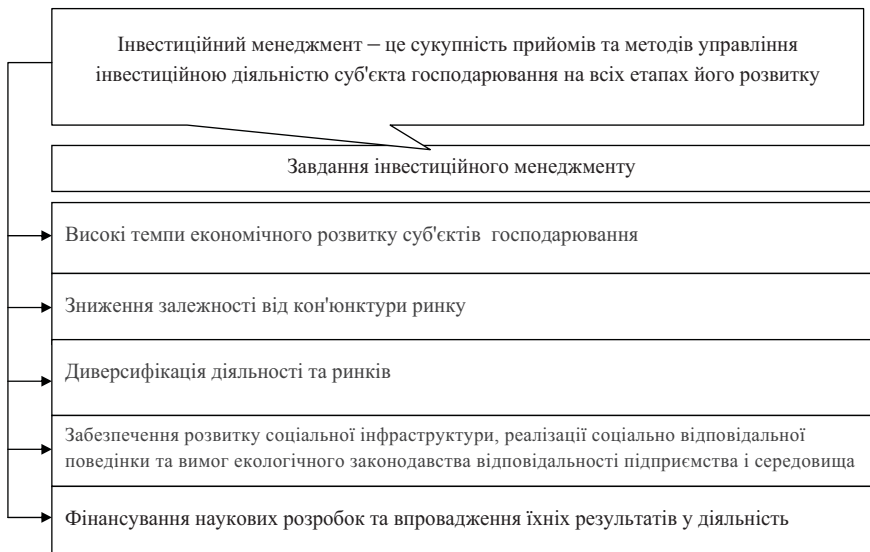 Інвестиційний менеджмент – це сукупність прийомів та методів управління
інвестиційною діяльністю суб'єкта господарювання на всіх етапах його розвитку
Завдання інвестиційного менеджменту
Високі темпи економічного розвитку суб'єктів господарювання
Зниження залежності від кон'юнктури ринку
Диверсифікація діяльності та ринків
Забезпечення розвитку соціальної інфраструктури, реалізації соціально відповідальної
поведінки та вимог екологічного законодавства відповідальності підприємства і середовища
Фінансування наукових розробок та впровадження їхніх результатів у діяльність